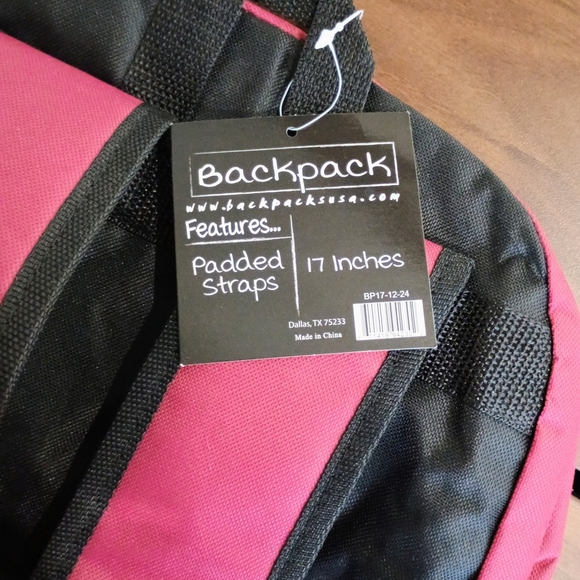 Backpack
www.backpacksusa.com
Features...
Padded
Straps
17 Inches
BP17-12-24
Dallas, TX 75233
Made in China